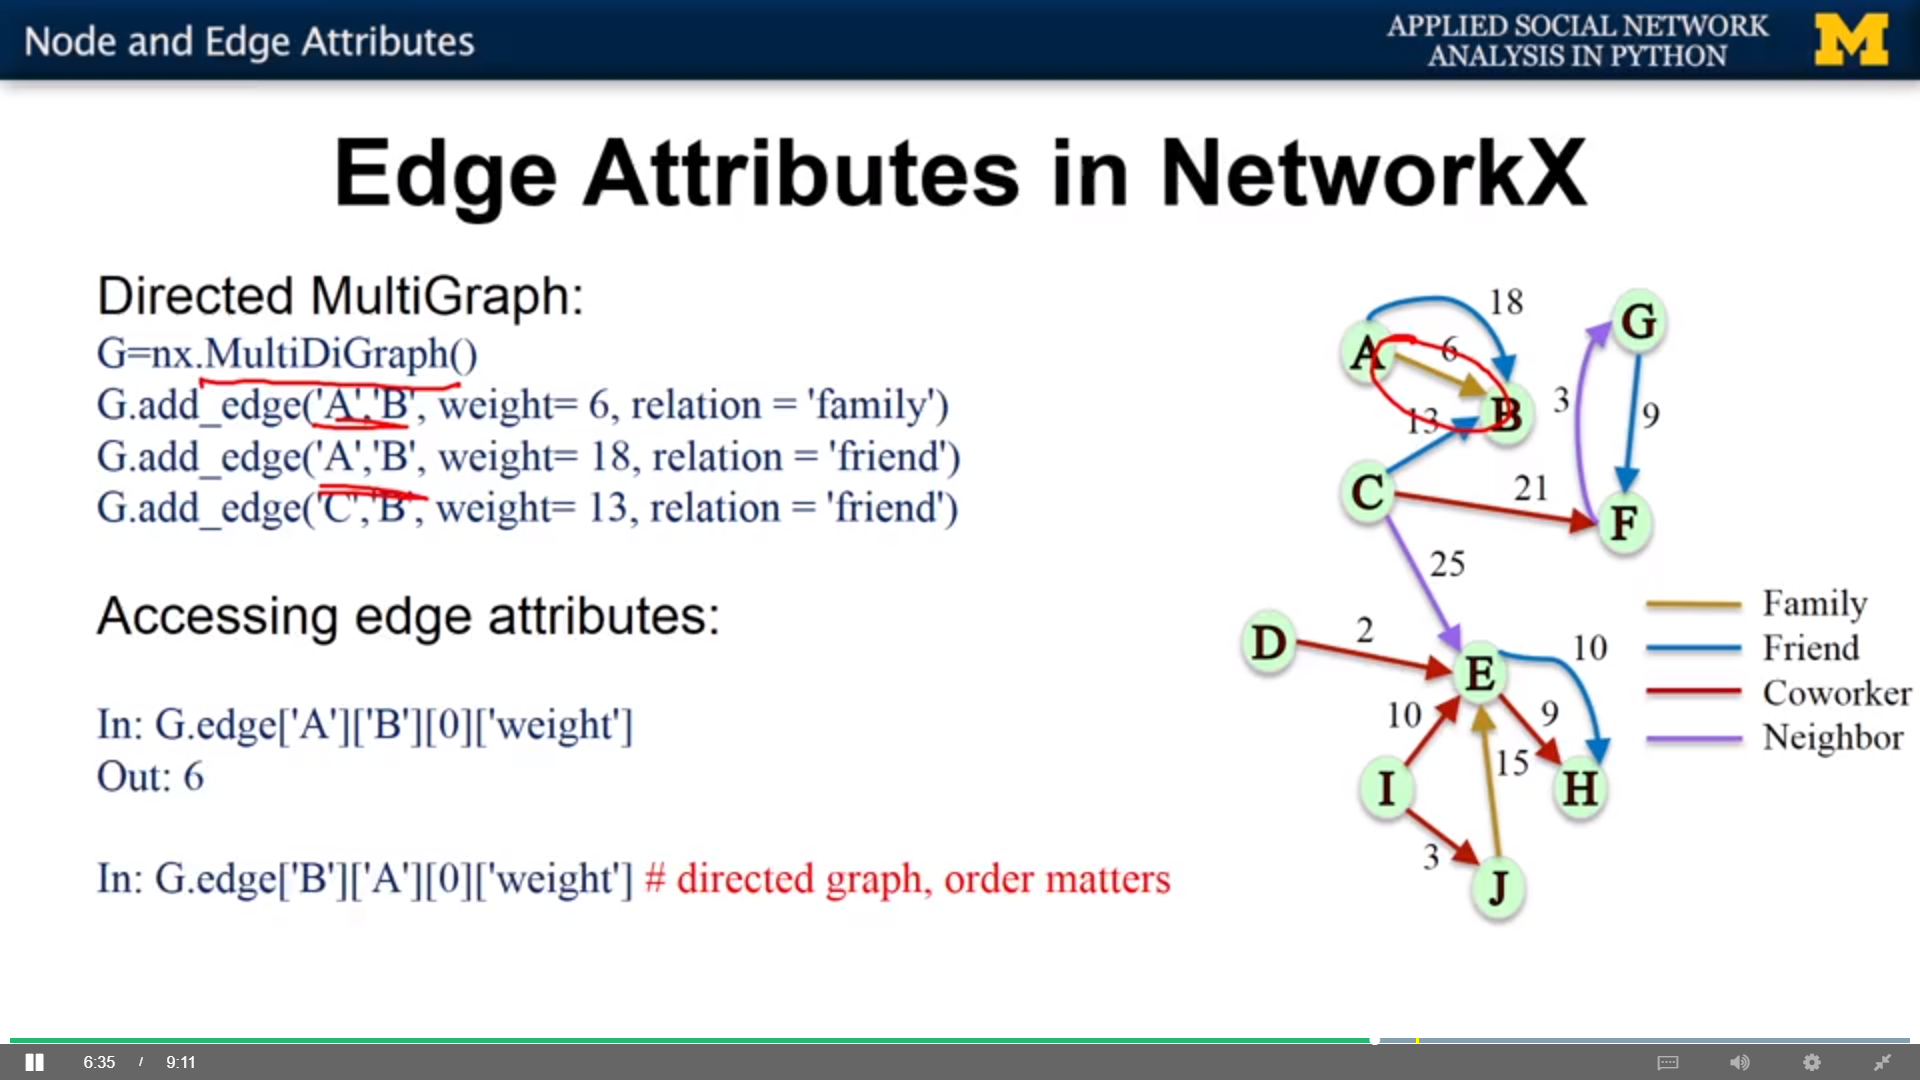 Node and Edge Attributes
APPLIED SOCIAL NETWORK
ANALYSIS IN PYTHON
M
Edge Attributes in NetworkX
Directed MultiGraph:
G=nx.MultiDiGraph()
G.add_edge('A','B', weight= 6, relation = 'family')
G.add_edge('A','B', weight= 18, relation = 'friend')
G.add_edge('C','B', weight= 13, relation = 'friend')
Accessing edge attributes:
In: G.edge['A']['B'][0]['weight']
Out: 6
In: G.edge['B']['A'][0]['weight'] # directed graph, order matters
18
G
A
6
3
9
13
B
C
21
F
25
D
2
E
10
10
9
15
I
H
3
J
Family
Friend
Coworker
Neighbor
6:35 / 9:11